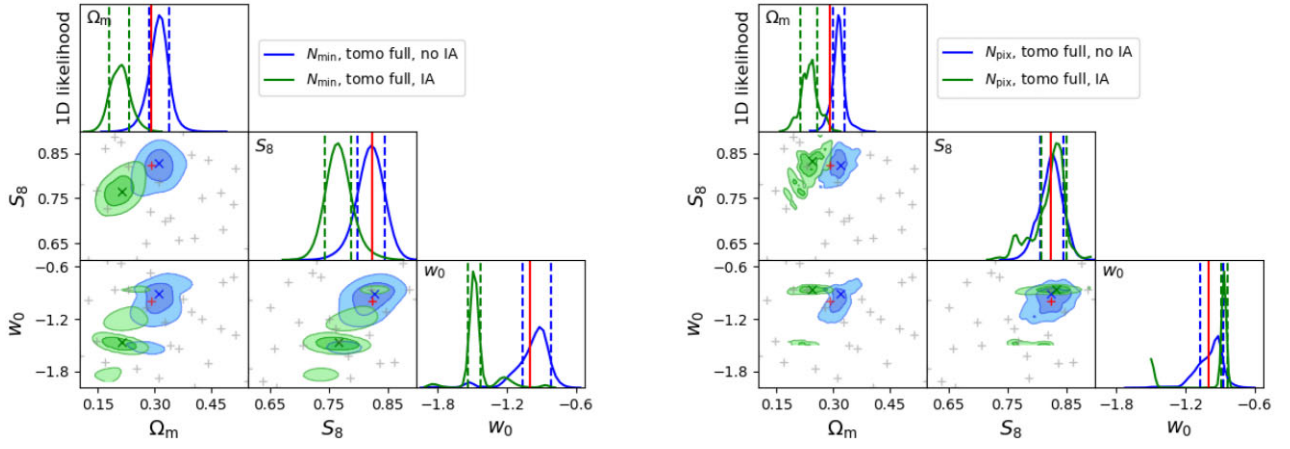 Ωm
1D likelihood
Nmin, tomo full, no IA
Nmin, tomo full, IA
0.85
0.75
0.65
S8
S8
−0.6
−1.2
−1.8
w0
w0
0.15 0.30 0.45
0.65 0.75 0.85
−1.8 −1.2 −0.6
Ωm
S8
w0
Ωm
1D likelihood
Npix, tomo full, no IA
Npix, tomo full, IA
0.85
0.75
0.65
S8
S8
−0.6
−1.2
−1.8
w0
w0
0.15 0.30 0.45
0.65 0.75 0.85
−1.8 −1.2 −0.6
Ωm
S8
w0